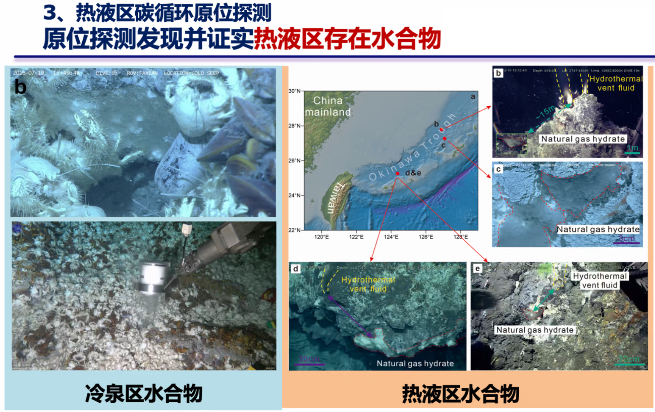 3、热液区碳循环原位探测
原位探测发现并证实热液区存在水合物
b
China
mainland
Taiwan
Okinawa Trough
a
b
c
d&e
30°N
28°N
26°N
24°N
22°N
120°E
122°E
124°E
126°E
128°E
b
Hydrothermal
vent fluid
~16m
Natural gas hydrate
1m
c
Natural gas hydrate
d
Hydrothermal
vent fluid
Natural gas hydrate
e
Hydrothermal
vent fluid
Natural gas hydrate
冷泉区水合物
热液区水合物